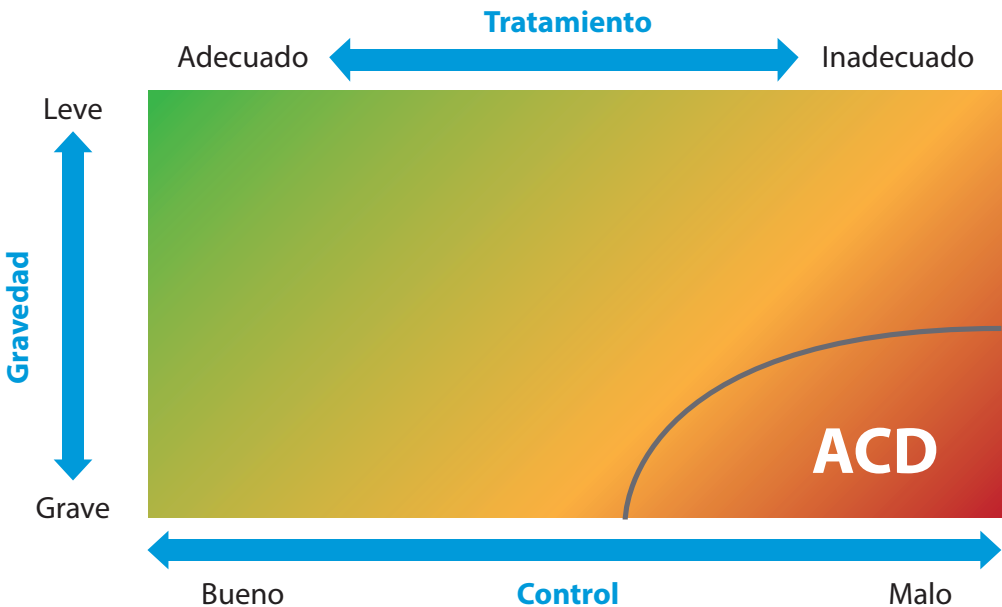 Tratamiento
Adecuado
Inadecuado
Leve
Gravedad
Grave
ACD
Bueno
Control
Malo